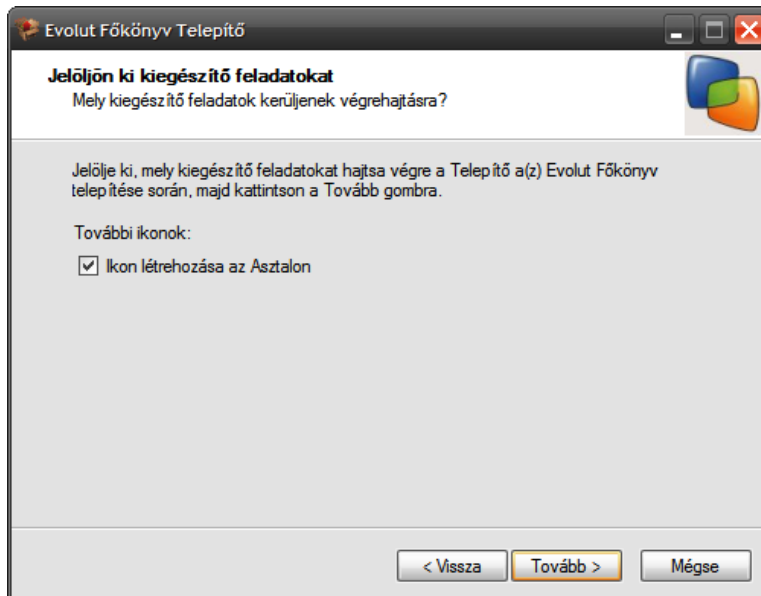 Evolut Főkönyv Telepítő
Jelöljön ki kiegészítő feladatokat
Mely kiegészítő feladatok kerüljenek végrehajtásra?
Jelölje ki, mely kiegészítő feladatokat hajtsa végre a Telepítő a(z) Evolut Főkönyv
telepítése során, majd kattintson a Tovább gombra.
További ikonok:
Ikon létrehozása az Asztalon
< Vissza
Tovább >
Mégse